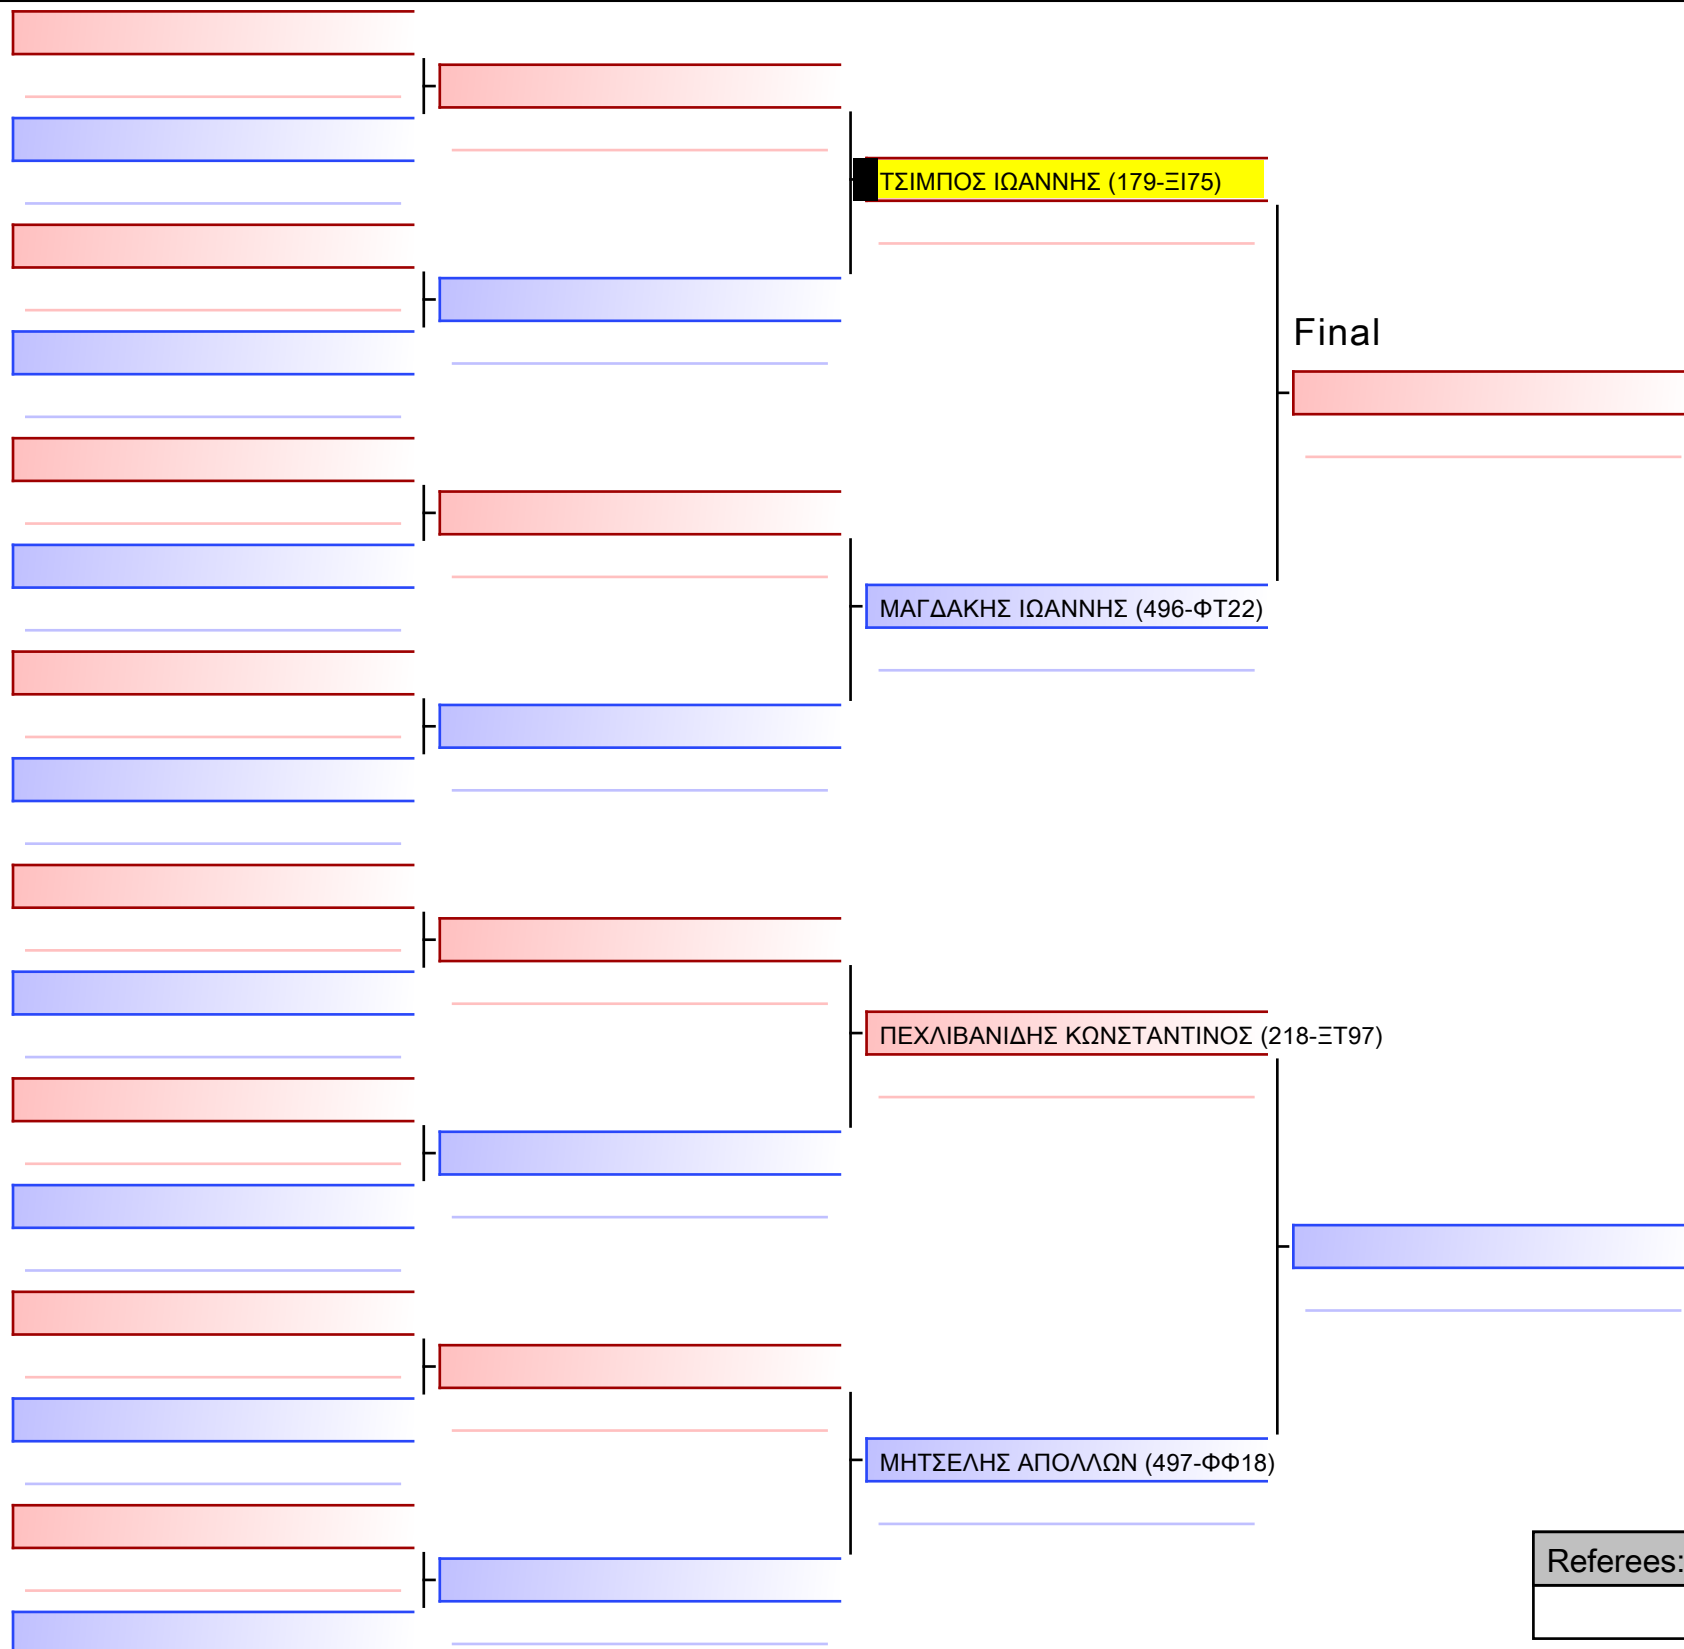 ΤΣΙΜΠΟΣ ΙΩΑΝΝΗΣ (179-ΞΙ75)
Final
ΜΑΓΔΑΚΗΣ ΙΩΑΝΝΗΣ (496-ΦΤ22)
ΠΕΧΛΙΒΑΝΙΔΗΣ ΚΩΝΣΤΑΝΤΙΝΟΣ (218-ΞΤ97)
ΜΗΤΣΕΛΗΣ ΑΠΟΛΛΩΝ (497-ΦΦ18)
Referees: